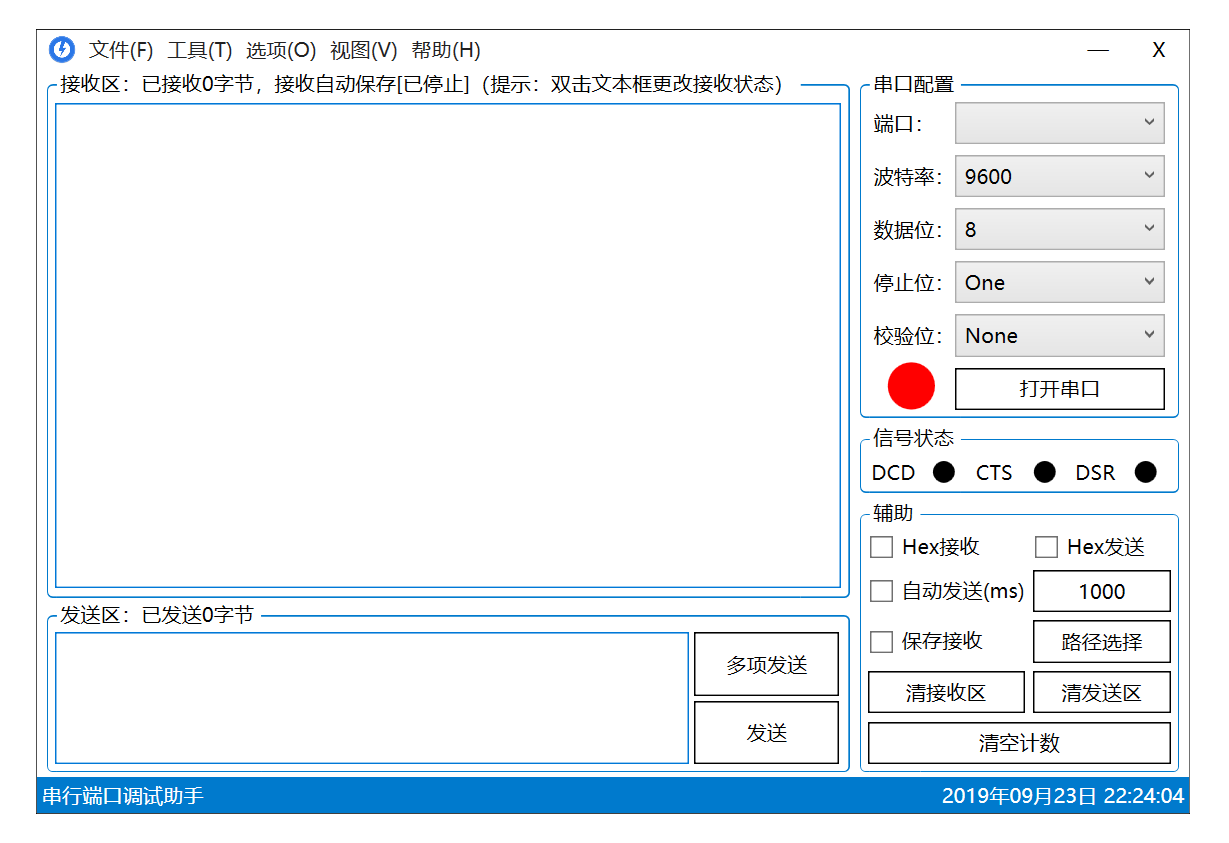 文件(F) 工具(T) 选项(O) 视图(V) 帮助(H) — X
接收区：已接收0字节，接收自动保存[已停止]（提示：双击文本框更改接收状态）
串口配置
端口：
波特率： 9600
数据位： 8
停止位： One
校验位： None
打开串口
信号状态
DCD CTS DSR
辅助
Hex接收 Hex发送
自动发送(ms) 1000
保存接收 路径选择
清接收区 清发送区
清空计数
发送区：已发送0字节
多项发送
发送
串行端口调试助手 2019年09月23日 22:24:04